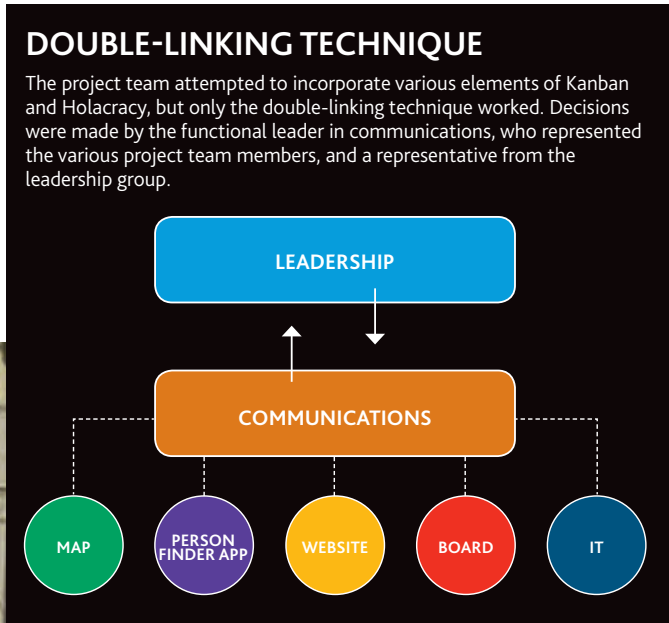 DOUBLE-LINKING TECHNIQUE
The project team attempted to incorporate various elements of Kanban
and Holacracy, but only the double-linking technique worked. Decisions
were made by the functional leader in communications, who represented
the various project team members, and a representative from the
leadership group.
LEADERSHIP
COMMUNICATIONS
MAP
PERSON
FINDER APP
WEBSITE
BOARD
IT